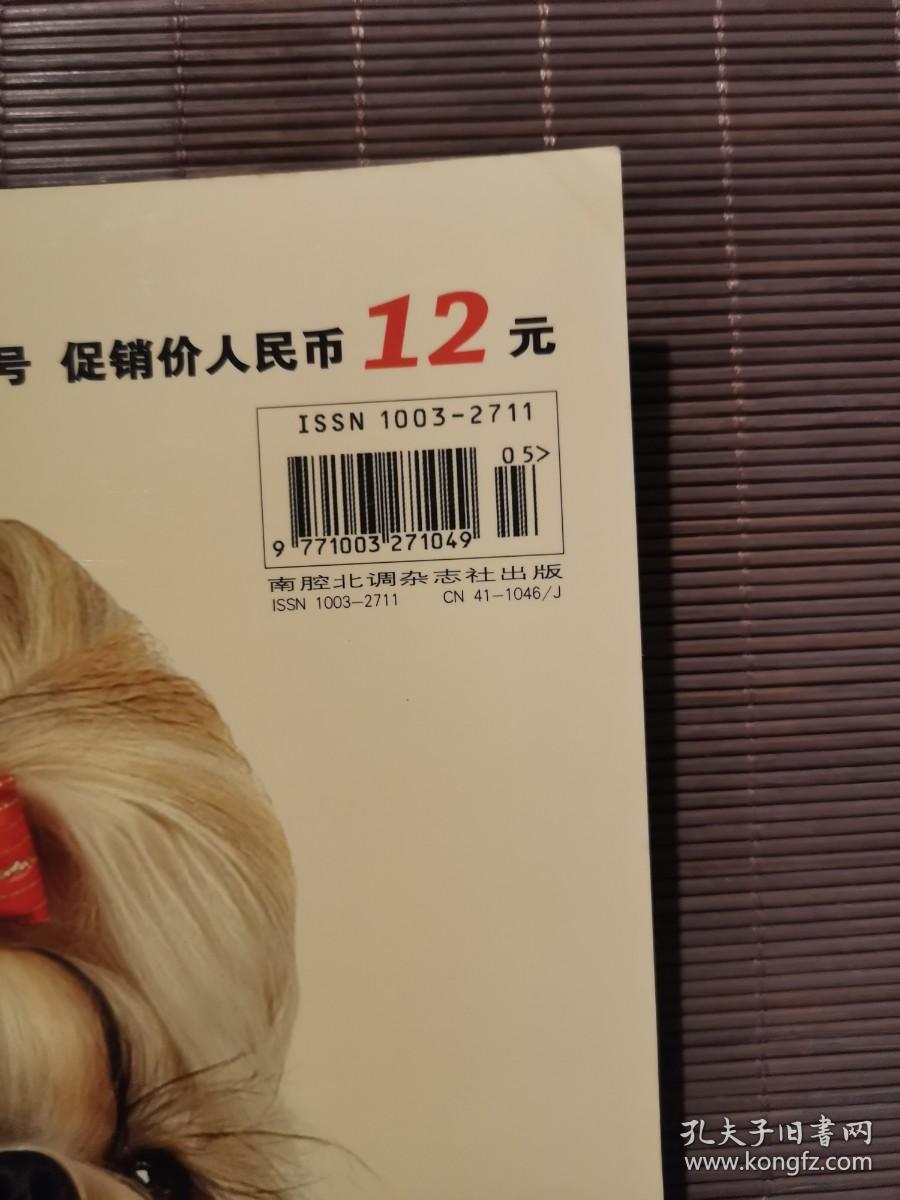 号 促销价人民币 12 元
ISSN 1003-2711
05>
9 771003 271049
南腔北调杂志社出版
ISSN 1003-2711 CN 41-1046/J
孔夫子旧書网
www.kongfz.com